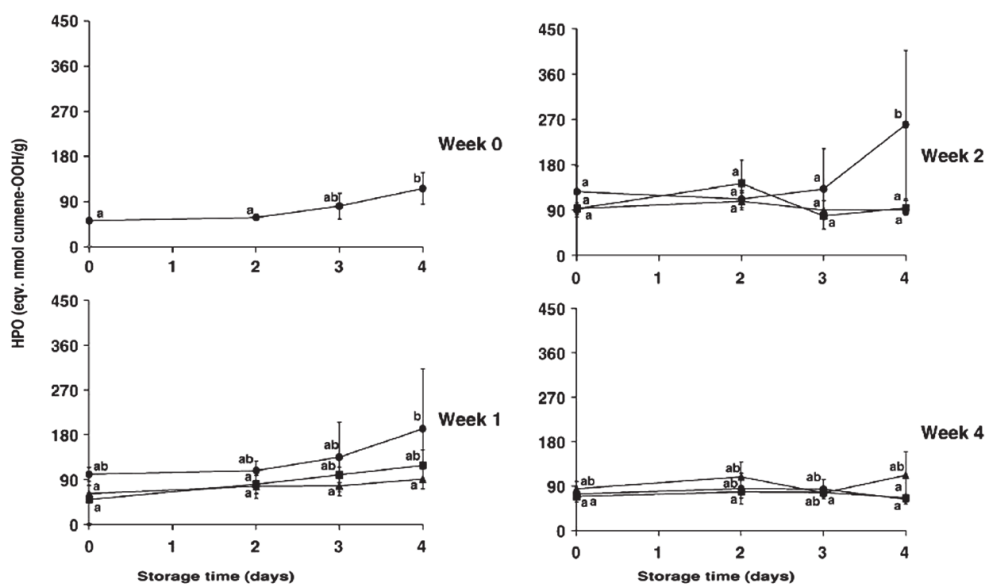 HPO (eqv. nmol cumene-OOH/g)
450
360
270
180
90
0
a
a
ab
b
0 1 2 3 4
Week 0
450
360
270
180
90
0
a
a
a
a
a
a
a
a
a
b
a
a
0 1 2 3 4
Week 2
450
360
270
180
90
0
ab
a
a
ab
a
a
ab
ab
a
b
ab
a
0 1 2 3 4
Storage time (days)
Week 1
450
360
270
180
90
0
ab
a a
ab
ab
a
ab
ab a
ab
a
a
0 1 2 3 4
Storage time (days)
Week 4